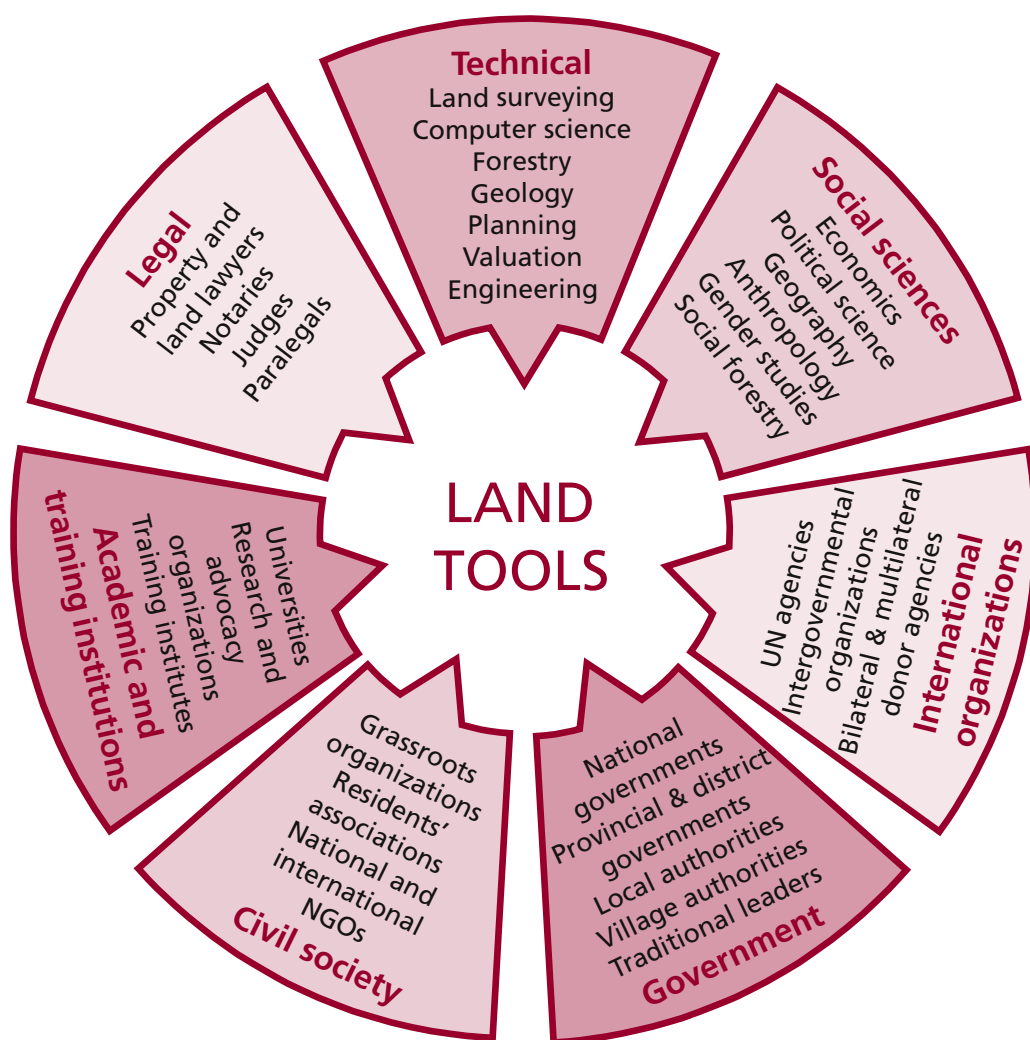 Technical
Land surveying
Computer science
Forestry
Geology
Planning
Valuation
Engineering
Social sciences
Economics
Political science
Geography
Anthropology
Gender studies
Social forestry
International
organizations
UN agencies
Intergovernmental
organizations
Bilateral & multilateral
donor agencies
National
governments
Provincial & district
governments
Local authorities
Village authorities
Traditional leaders
Government
Grassroots
organizations
Residents’
associations
National and
international
NGOs
Civil society
Academic and
training institutions
Universities
Research and
advocacy
organizations
Training institutes
Legal
Property and
land lawyers
Notaries
Judges
Paralegals
LAND
TOOLS